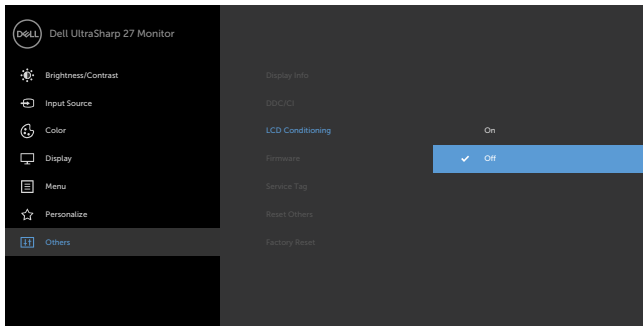 DELL
Dell UltraSharp 27 Monitor
Brightness/Contrast
Input Source
Color
Display
Menu
Personalize
Others
Display Info
DDC/CI
LCD Conditioning
Firmware
Service Tag
Reset Others
Factory Reset
On
Off